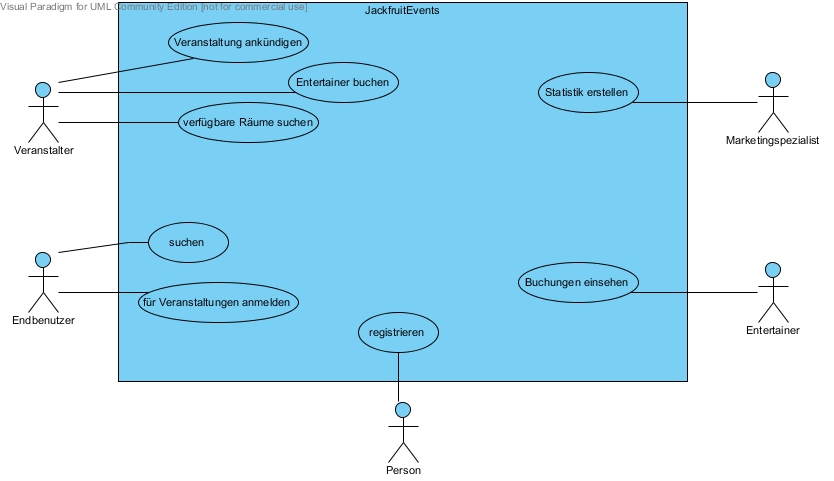 Visual Paradigm for UML Community Edition [not for commercial use]
JackfruitEvents
Veranstaltung ankündigen
Entertainer buchen
verfügbare Räume suchen
Statistik erstellen
Veranstalter
Marketingspezialist
suchen
für Veranstaltungen anmelden
Buchungen einsehen
registrieren
Endbenutzer
Entertainer
Person